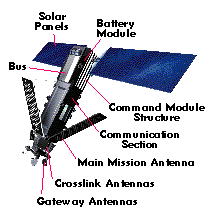 Solar
Panels
Battery
Module
Bus
Command Module
Structure
Communication
Section
Main Mission Antenna
Crosslink Antennas
Gateway Antennas